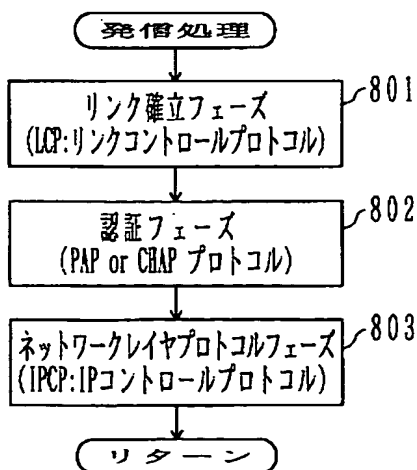 発信処理
リンク確立フェーズ
(LCP:リンクコントロールプロトコル)
801
認証フェーズ
(PAP or CHAP プロトコル)
802
ネットワークレイヤプロトコルフェーズ
(IPCP:IPコントロールプロトコル)
803
リターン